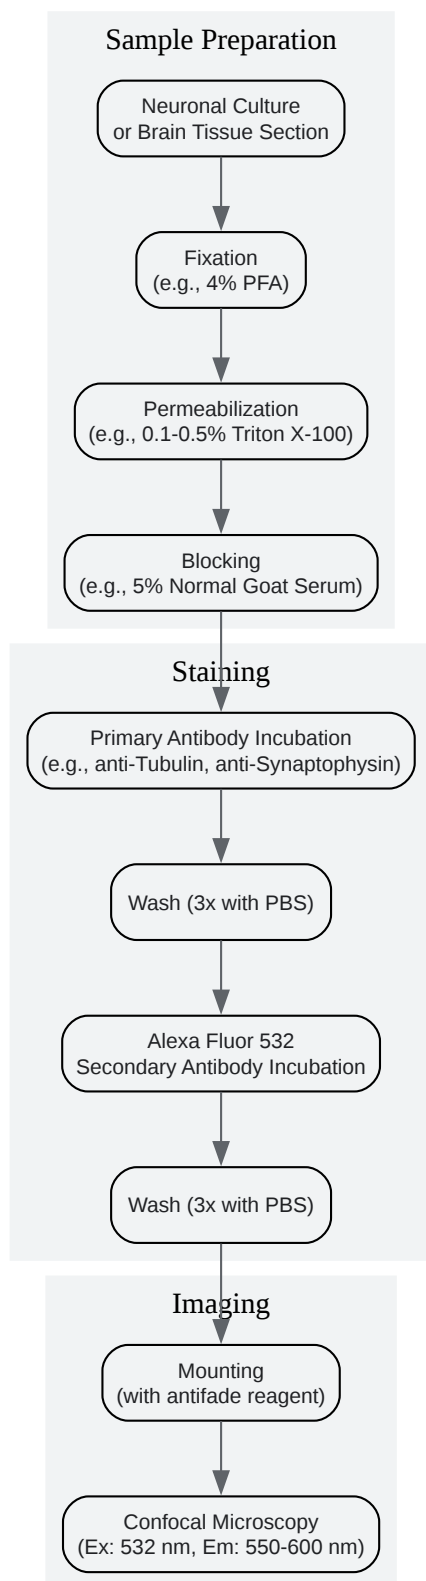 Sample Preparation
Neuronal Culture
or Brain Tissue Section
Fixation
(e.g., 4% PFA)
Permeabilization
(e.g., 0.1-0.5% Triton X-100)
Blocking
(e.g., 5% Normal Goat Serum)
Staining
Primary Antibody Incubation
(e.g., anti-Tubulin, anti-Synaptophysin)
Wash (3x with PBS)
Alexa Fluor 532
Secondary Antibody Incubation
Wash (3x with PBS)
Imaging
Mounting
(with antifade reagent)
Confocal Microscopy
(Ex: 532 nm, Em: 550-600 nm)